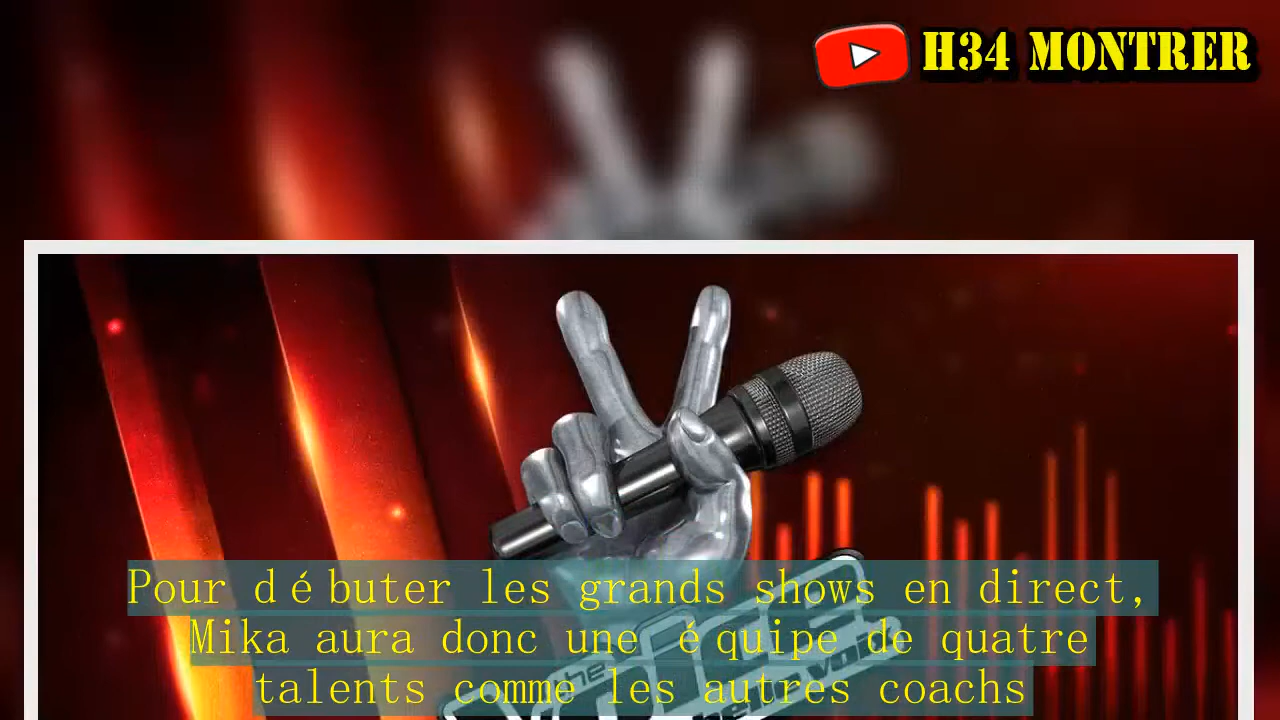 H34 MONTRER
Pour débuter les grands shows en direct,
Mika aura donc une équipe de quatre
talents comme les autres coachs
the